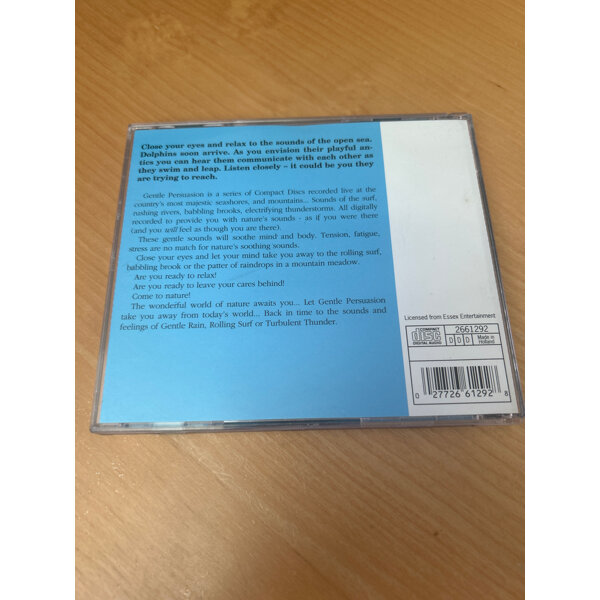 Close your eyes and relax to the sounds of the open sea.
Dolphins soon arrive. As you envision their playful an-
tics you can hear them communicate with each other as
they swim and leap. Listen closely – it could be you they
are trying to reach.
Gentle Persuasion is a series of Compact Discs recorded live at the
country's most majestic seashores, and mountains... Sounds of the surf,
rushing rivers, babbling brooks, electrifying thunderstorms. All digitally
recorded to provide you with nature's sounds - as if you were there
(and you will feel as though you are there).
These gentle sounds will soothe mind and body. Tension, fatigue,
stress are no match for nature's soothing sounds.
Close your eyes and let your mind take you away to the rolling surf,
babbling brook or the patter of raindrops in a mountain meadow.
Are you ready to relax!
Are you ready to leave your cares behind!
Come to nature!
The wonderful world of nature awaits you... Let Gentle Persuasion
take you away from today's world... Back in time to the sounds and
feelings of Gentle Rain, Rolling Surf or Turbulent Thunder.
Licensed from Essex Entertainment
COMPACT
disc
DIGITAL AUDIO
2661292
D D D
Made in
Holland
0 27726 61292 8